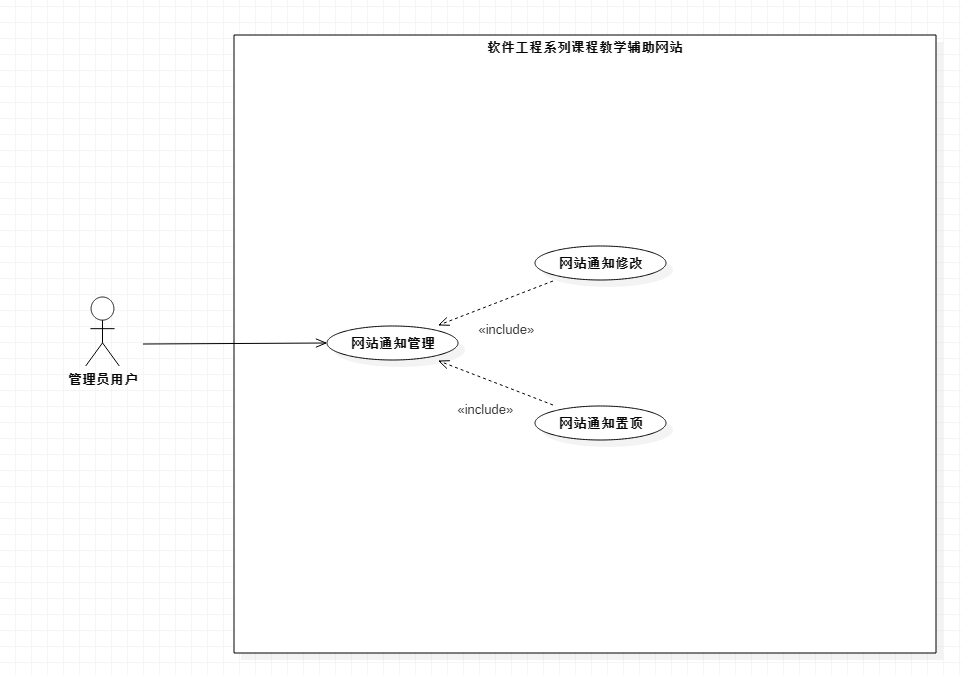 软件工程系列课程教学辅助网站
网站通知修改
«include»
网站通知管理
管理员用户
«include»
网站通知置顶